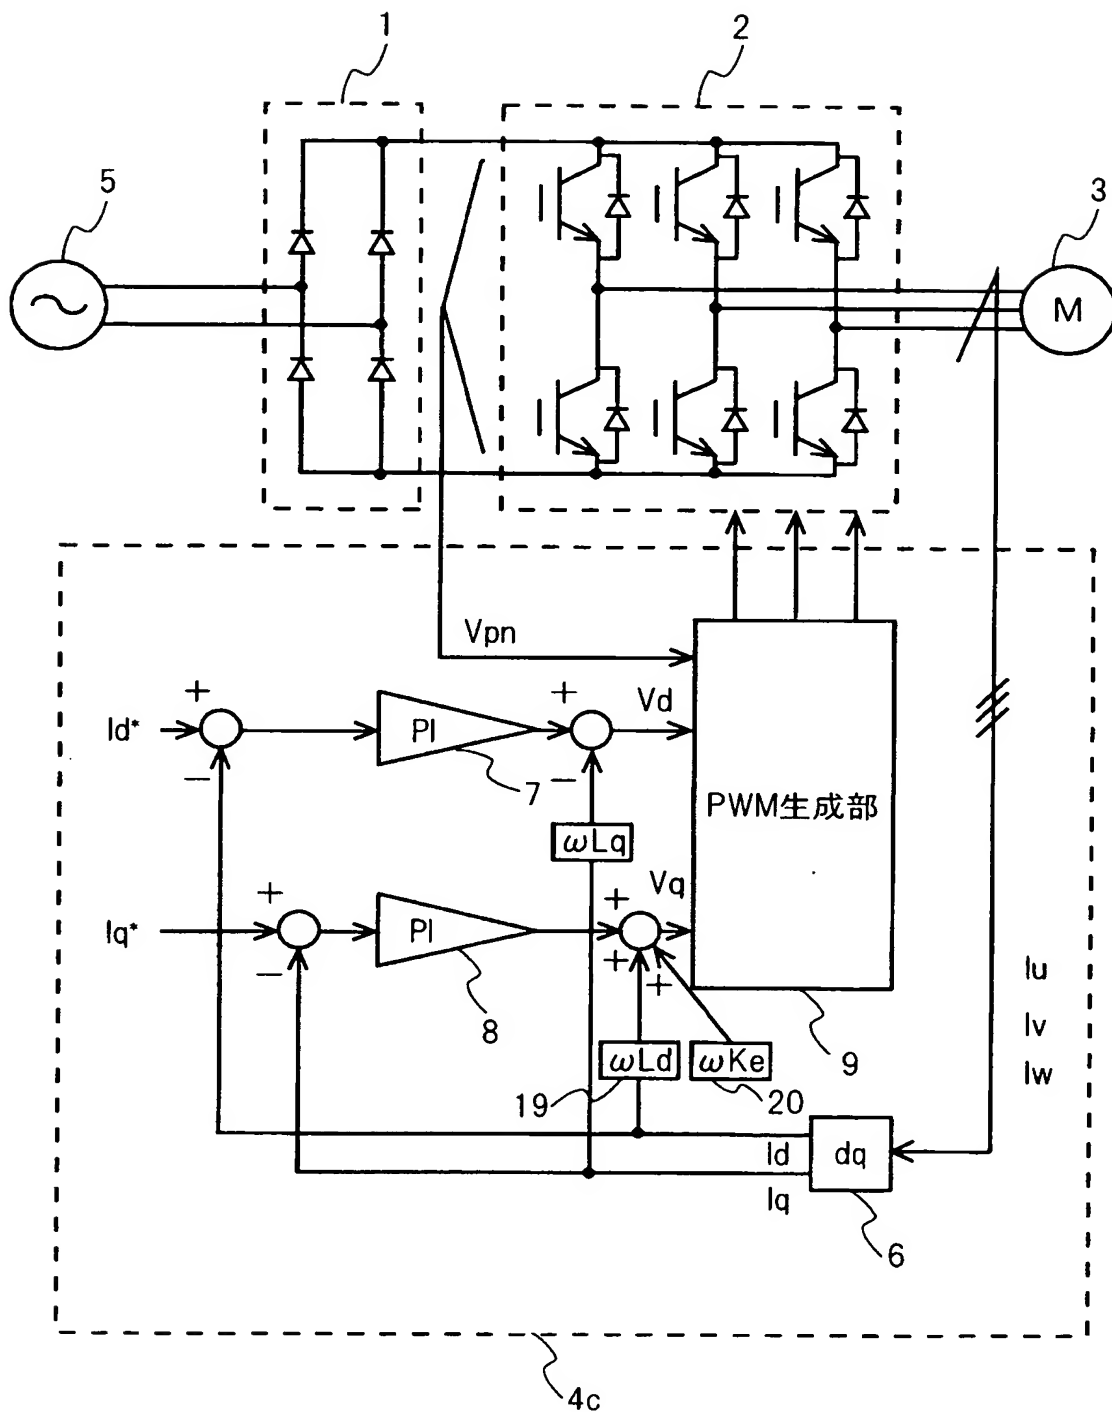 1
2
5
3
M
Vpn
+
+
Vd
Id*
PI
−
−
7
PWM生成部
ωLq
Vq
+
+
Iq*
PI
−
+
+
8
9
Iu
Iv
Iw
ωLd
ωKe
19
20
Id
dq
Iq
6
4c